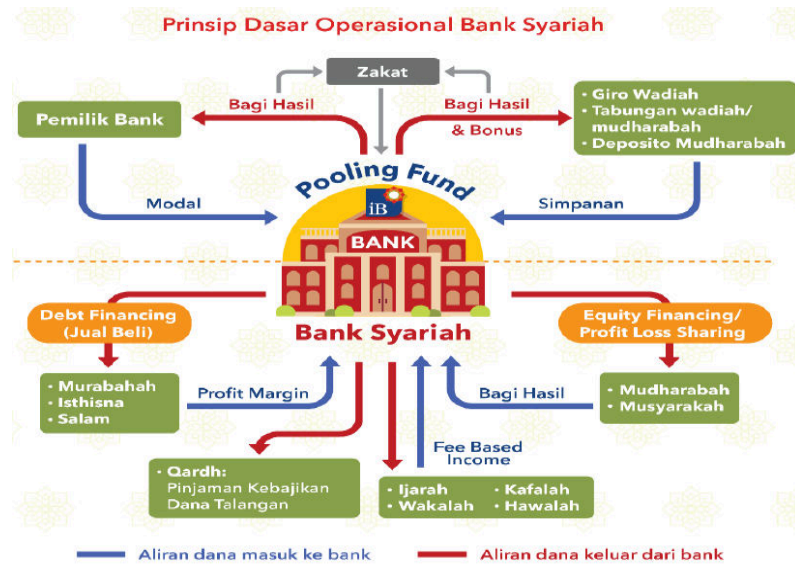 Prinsip Dasar Operasional Bank Syariah
Zakat
Bagi Hasil
Bagi Hasil
& Bonus
Pemilik Bank
• Giro Wadiah
• Tabungan wadiah/
mudharabah
• Deposito Mudharabah
Pooling Fund
Modal
Simpanan
iB
BANK
Bank Syariah
Debt Financing
(Jual Beli)
Equity Financing/
Profit Loss Sharing
• Murabahah
• Isthisna
• Salam
Profit Margin
Bagi Hasil
• Mudharabah
• Musyarakah
Fee Based
Income
• Qardh:
Pinjaman Kebajikan
Dana Talangan
• Ijarah • Kafalah
• Wakalah • Hawalah
Aliran dana masuk ke bank
Aliran dana keluar dari bank